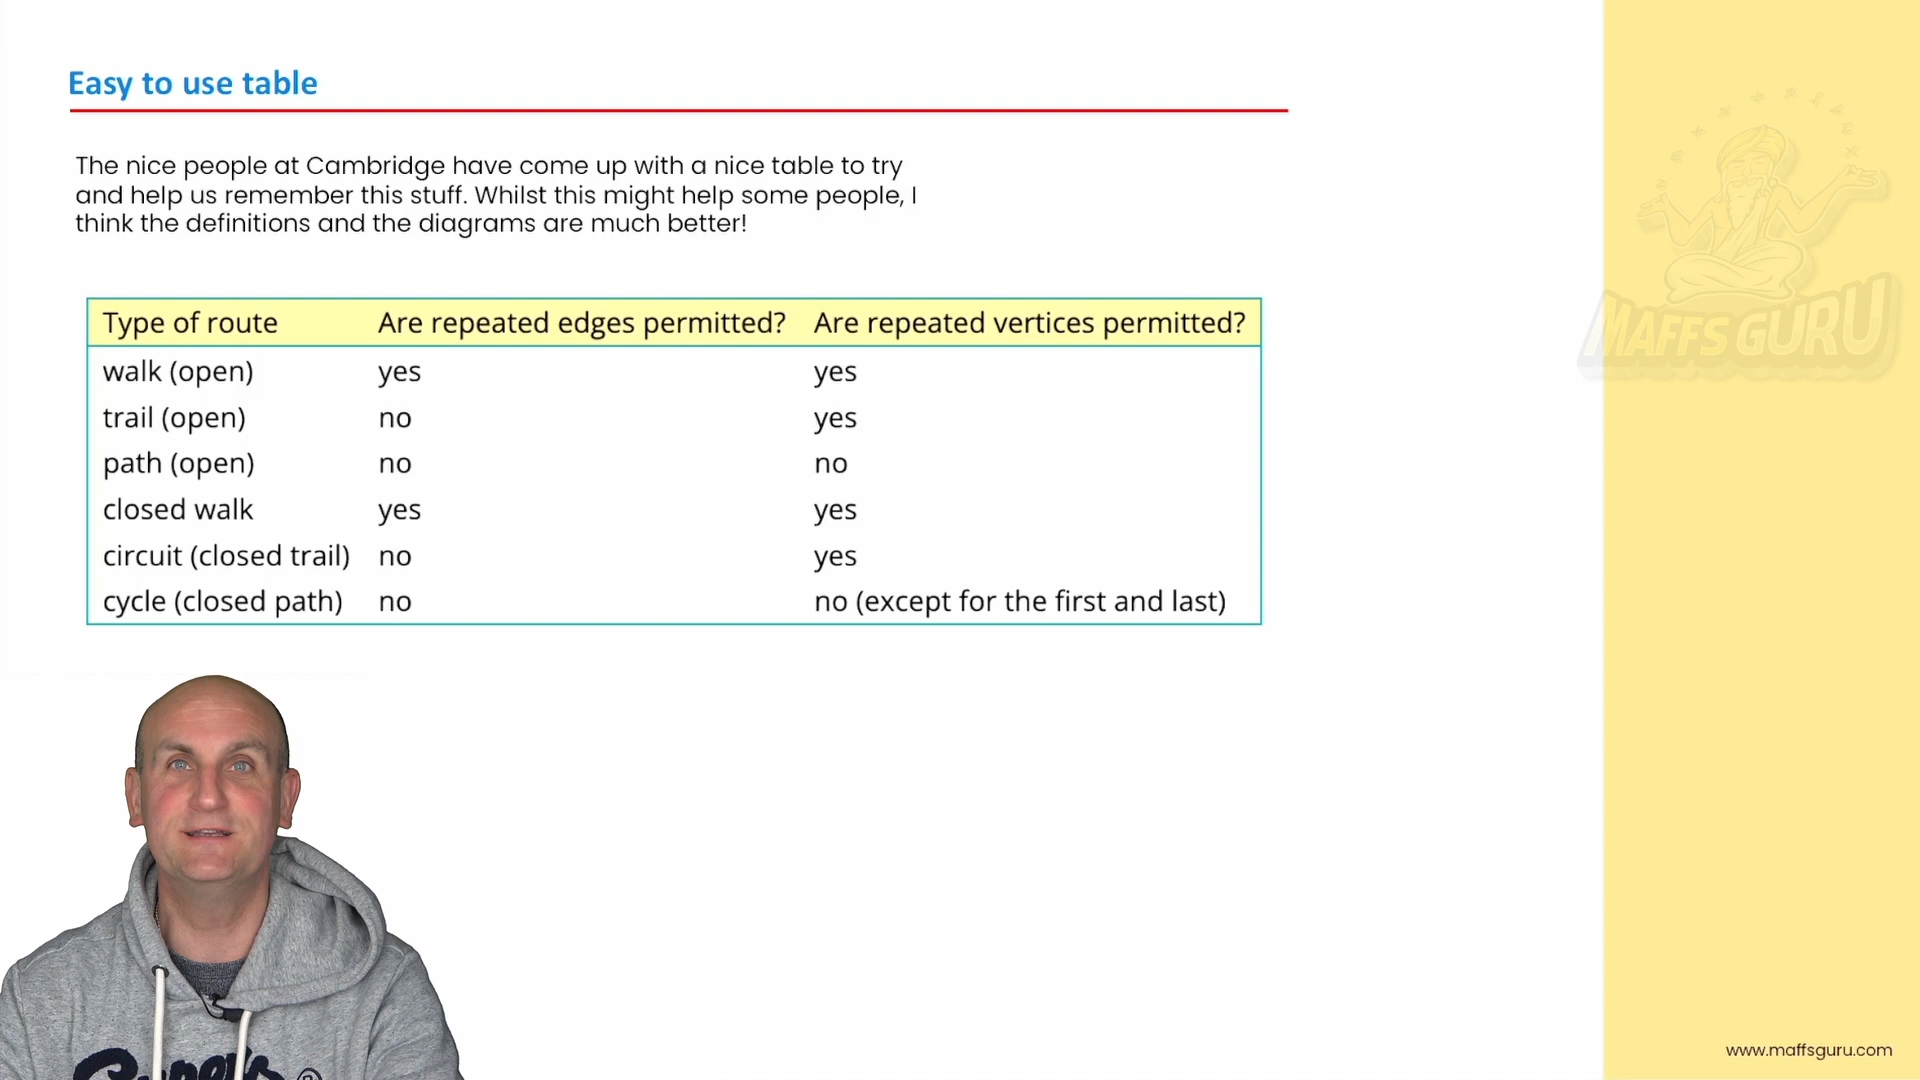 Easy to use table
The nice people at Cambridge have come up with a nice table to try
and help us remember this stuff. Whilst this might help some people, I
think the definitions and the diagrams are much better!
Type of route Are repeated edges permitted? Are repeated vertices permitted?
walk (open) yes yes
trail (open) no yes
path (open) no no
closed walk yes yes
circuit (closed trail) no yes
cycle (closed path) no no (except for the first and last)
MAFFS GURU
www.maffsguru.com